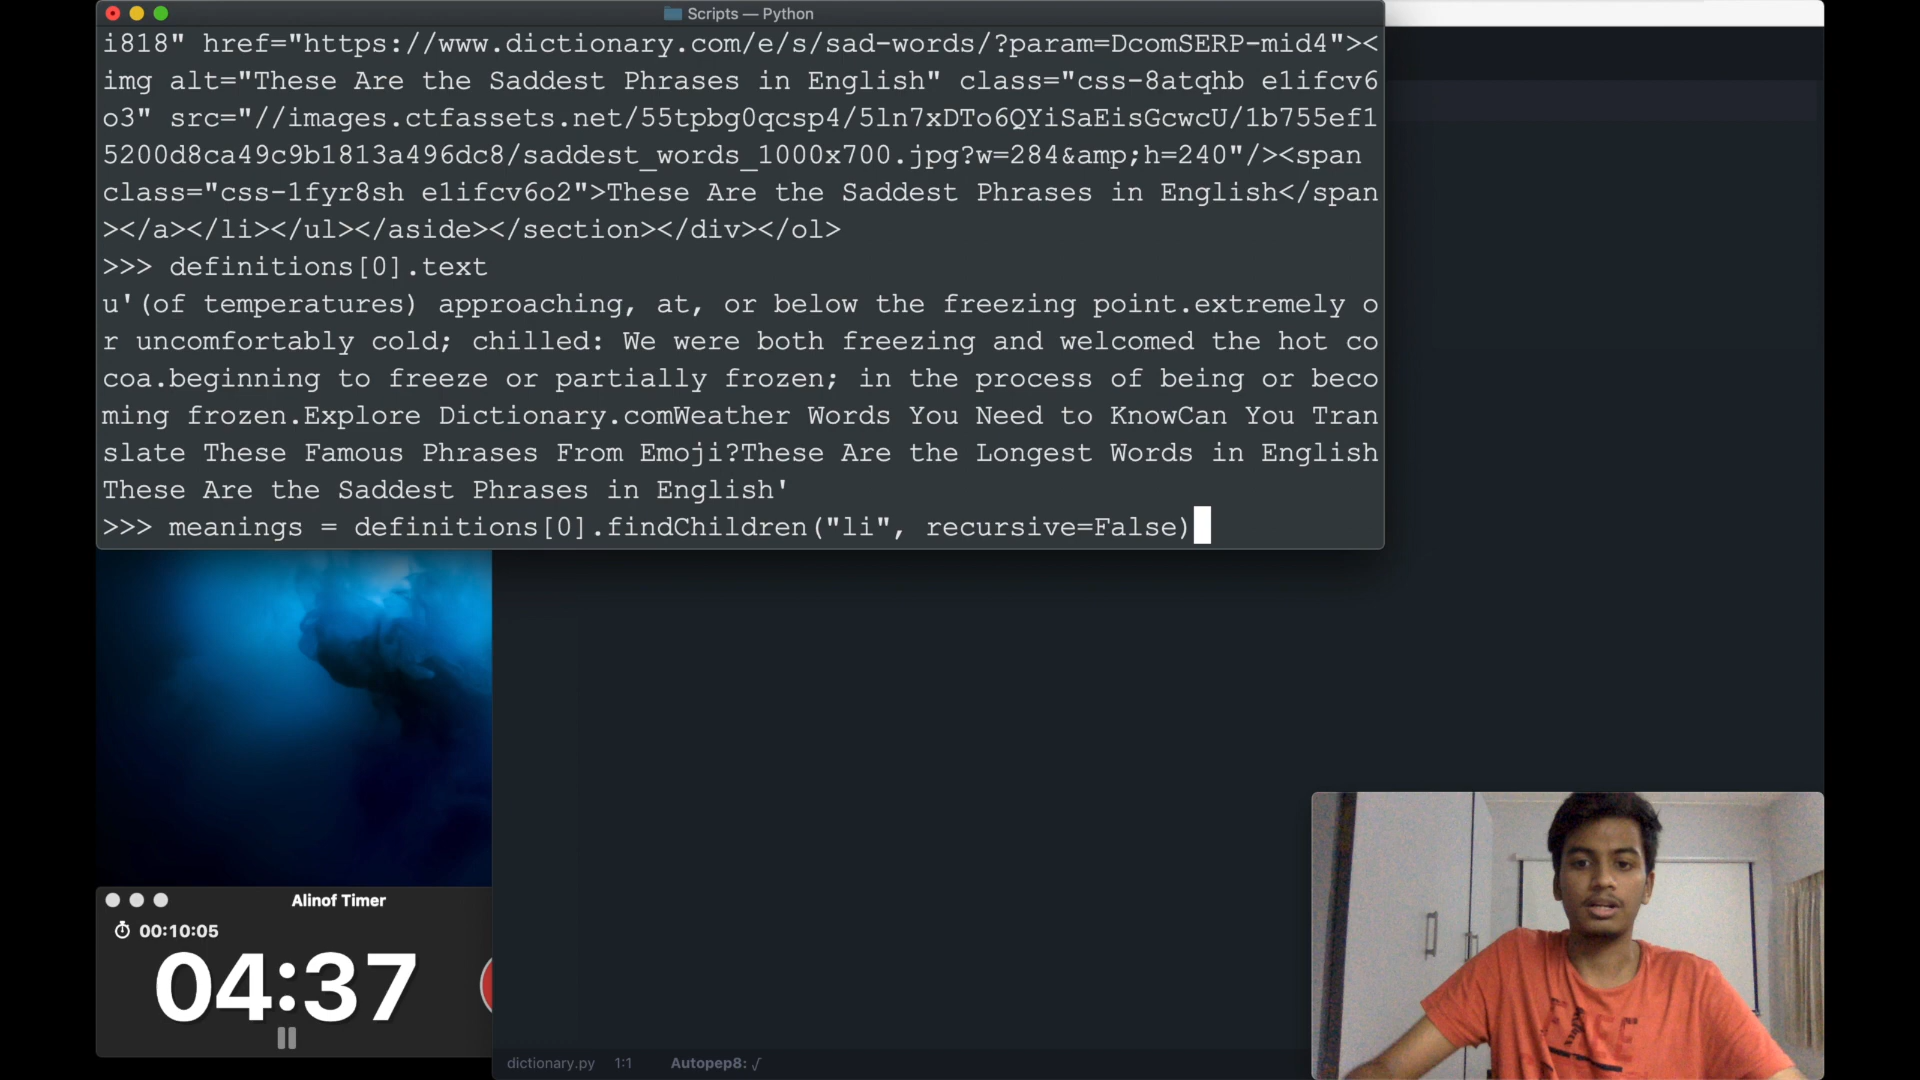 Scripts — Python
i818" href="https://www.dictionary.com/e/s/sad-words/?param=DcomSERP-mid4"><
img alt="These Are the Saddest Phrases in English" class="css-8atqhb e1ifcv6
o3" src="//images.ctfassets.net/55tpbg0qcsp4/5ln7xDTo6QYiSaEisGcwcU/1b755ef1
5200d8ca49c9b1813a496dc8/saddest_words_1000x700.jpg?w=284&amp;h=240"/><span 
class="css-1fyr8sh e1ifcv6o2">These Are the Saddest Phrases in English</span
></a></li></ul></aside></section></div></ol>
>>> definitions[0].text
u'(of temperatures) approaching, at, or below the freezing point.extremely o
r uncomfortably cold; chilled: We were both freezing and welcomed the hot co
coa.beginning to freeze or partially frozen; in the process of being or beco
ming frozen.Explore Dictionary.comWeather Words You Need to KnowCan You Tran
slate These Famous Phrases From Emoji?These Are the Longest Words in English
These Are the Saddest Phrases in English'
>>> meanings = definitions[0].findChildren("li", recursive=False)
Alinof Timer
00:10:05
04:37
dictionary.py 1:1 Autopep8: √